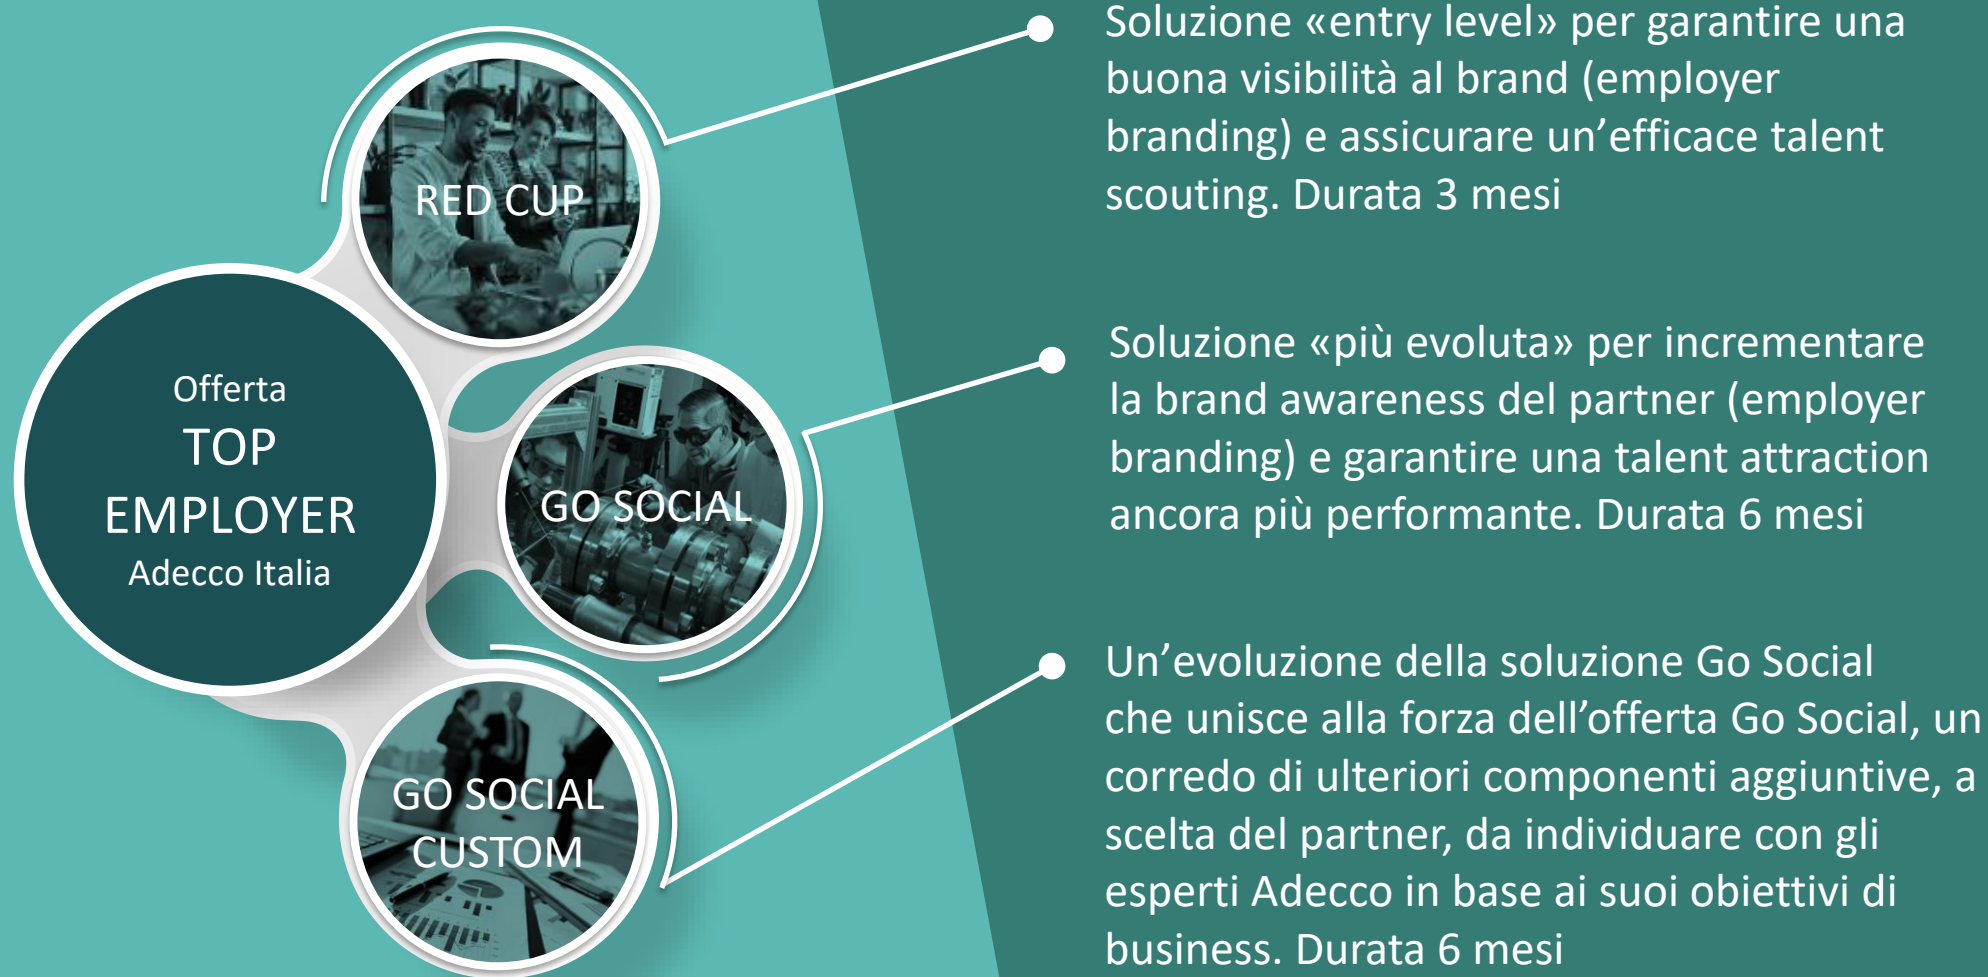 Offerta
TOP
EMPLOYER
Adecco Italia
RED CUP
Soluzione «entry level» per garantire una
buona visibilità al brand (employer
branding) e assicurare un’efficace talent
scouting. Durata 3 mesi
GO SOCIAL
Soluzione «più evoluta» per incrementare
la brand awareness del partner (employer
branding) e garantire una talent attraction
ancora più performante. Durata 6 mesi
GO SOCIAL
CUSTOM
Un’evoluzione della soluzione Go Social
che unisce alla forza dell’offerta Go Social, un
corredo di ulteriori componenti aggiuntive, a
scelta del partner, da individuare con gli
esperti Adecco in base ai suoi obiettivi di
business. Durata 6 mesi